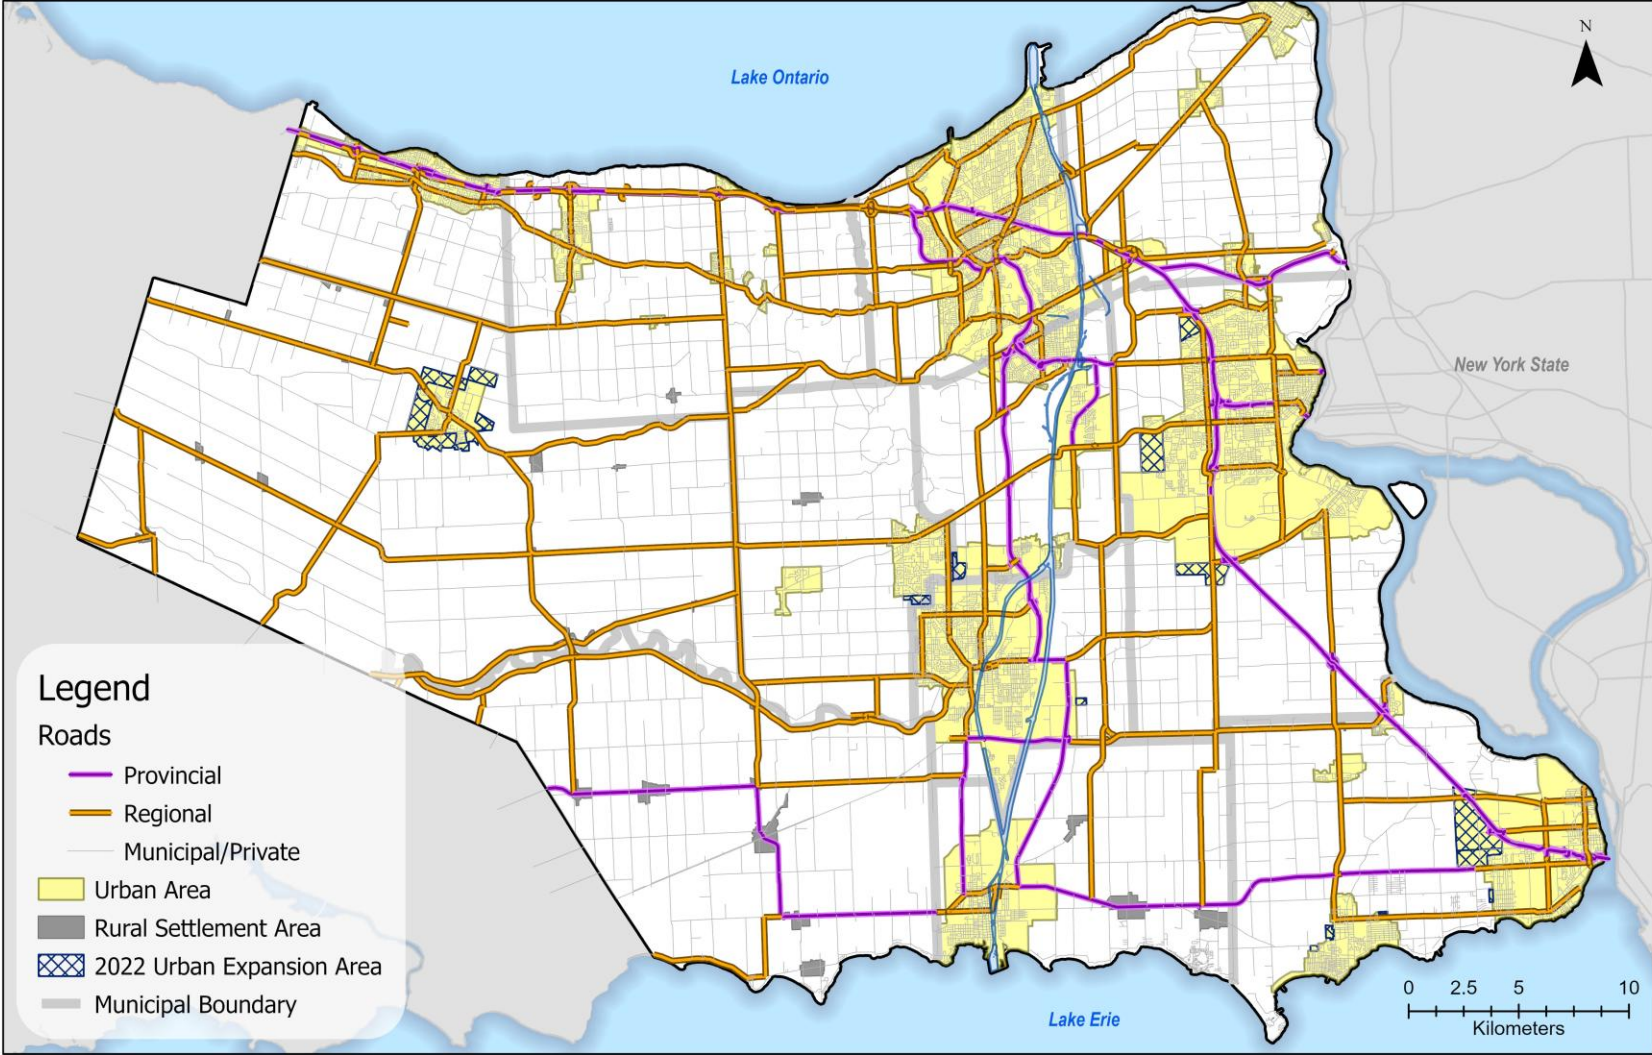 N
Lake Ontario
New York State
Legend
Roads
Provincial
Regional
Municipal/Private
Urban Area
Rural Settlement Area
2022 Urban Expansion Area
Municipal Boundary
Lake Erie
0 2.5 5 10
Kilometers